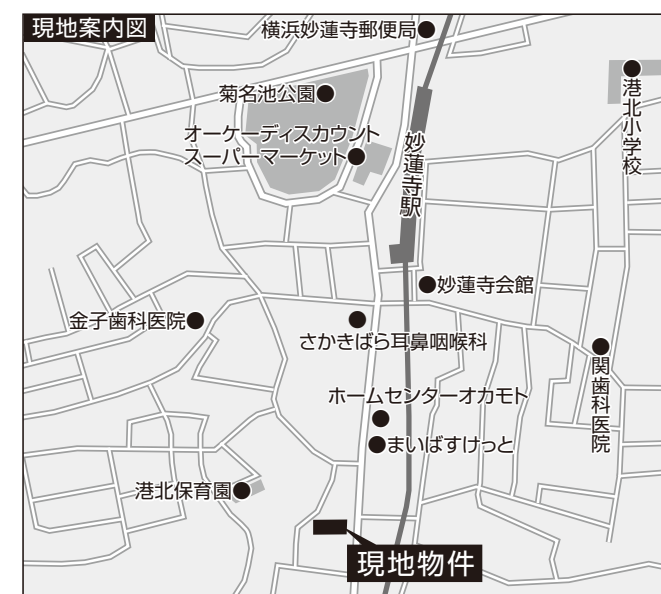 現地案内図
横浜妙蓮寺郵便局
菊名池公園
港北小学校
オーケーディスカウント
スーパーマーケット
妙蓮寺駅
妙蓮寺会館
金子歯科医院
さかきばら耳鼻咽喉科
関歯科医院
ホームセンターオカモト
まいばすけっと
港北保育園
現地物件